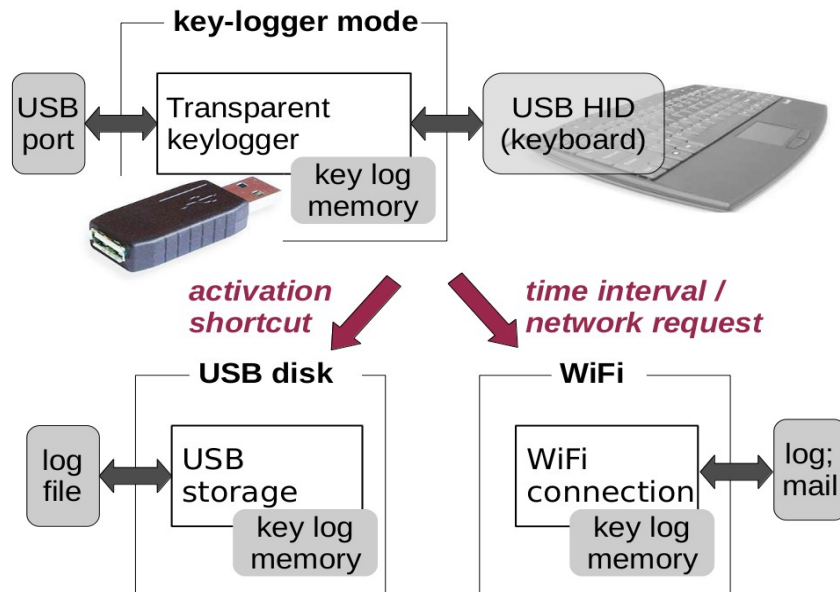 key-logger mode
USB
port
Transparent
keylogger
USB HID
(keyboard)
key log
memory
activation
shortcut
time interval /
network request
USB disk
WiFi
log
file
USB
storage
key log
memory
WiFi
connection
key log
memory
log;
mail